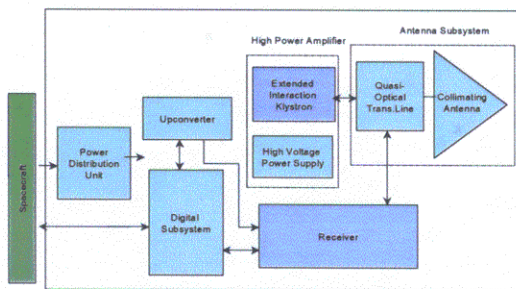 Antenna Subsystem
High Power Amplifier
Extended
Interaction
Klystron
Quasi-
Optical
Trans.Line
Collimating
Antenna
Upconverter
High Voltage
Power Supply
Power
Distribution
Unit
Spacecraft
Digital
Subsystem
Receiver